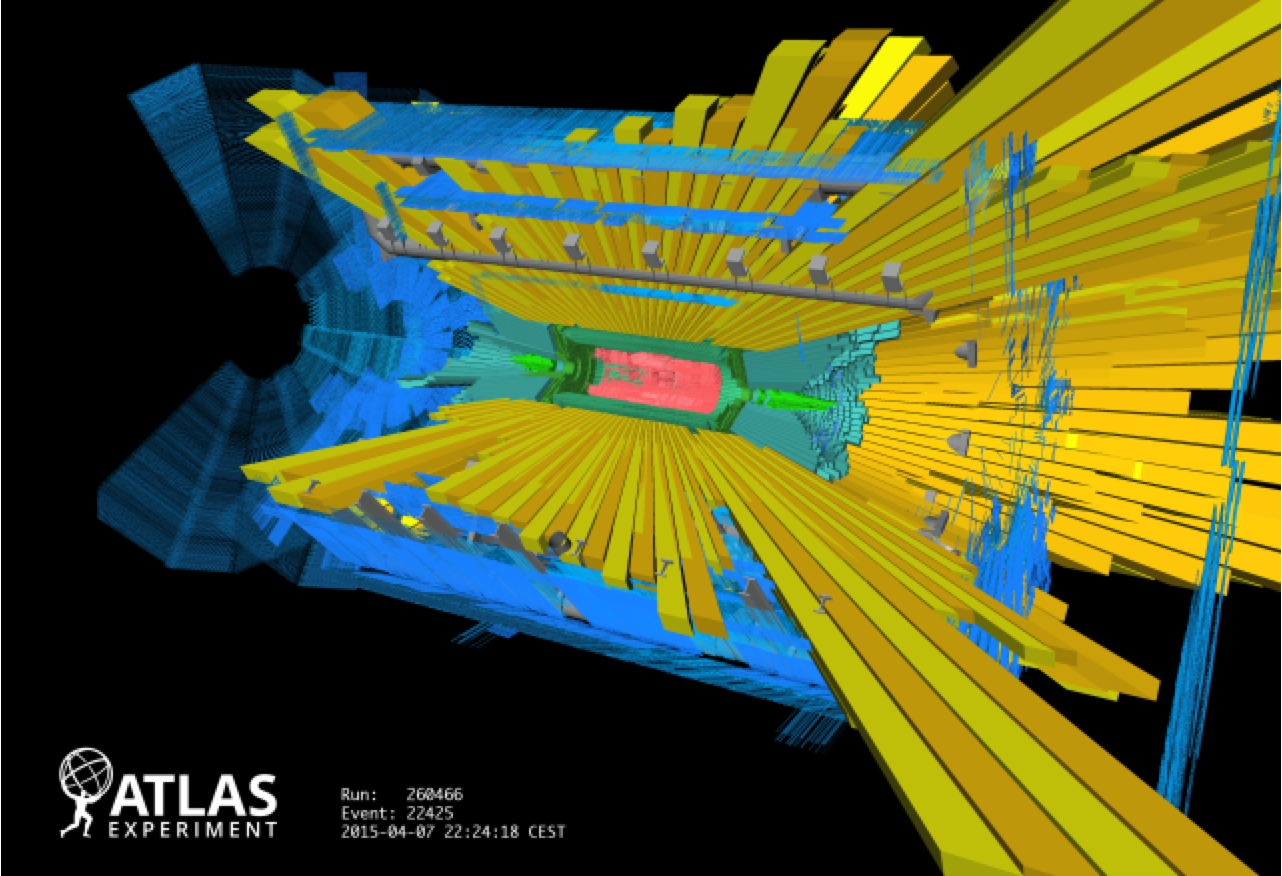 ATLAS
EXPERIMENT
Run: 260466
Event: 22425
2015-04-07 22:24:18 CEST